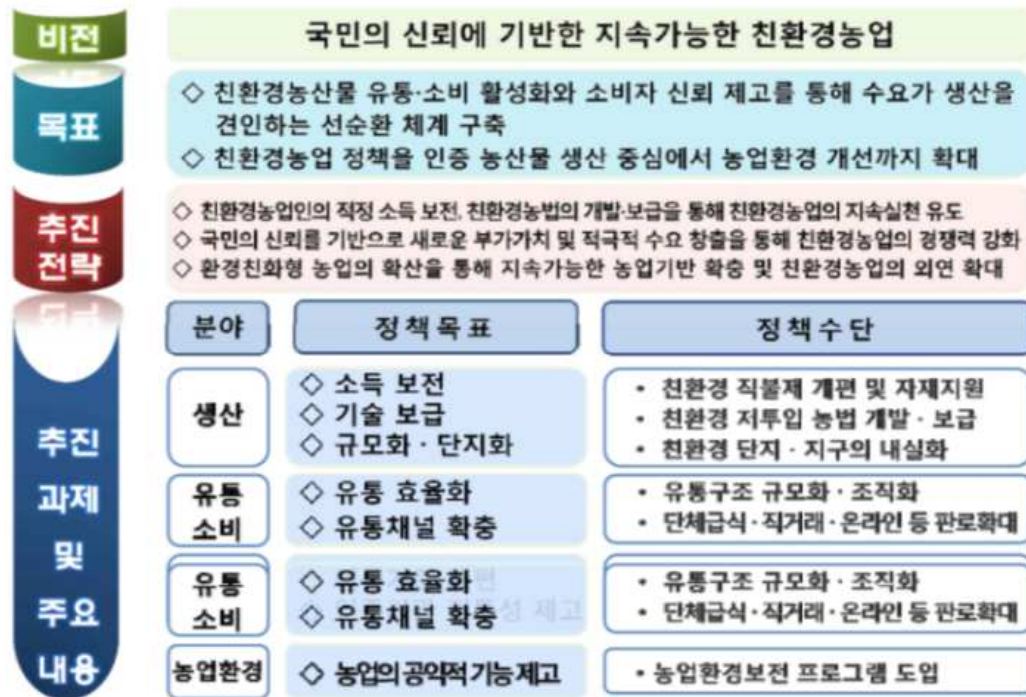 비전
국민의 신뢰에 기반한 지속가능한 친환경농업
목표
◇ 친환경농산물 유통·소비 활성화와 소비자 신뢰 제고를 통해 수요가 생산을
견인하는 선순환 체계 구축
◇ 친환경농업 정책을 인증 농산물 생산 중심에서 농업환경 개선까지 확대
추진
전략
◇ 친환경농업인의 적정 소득 보전, 친환경농법의 개발·보급을 통해 친환경농업의 지속실천 유도
◇ 국민의 신뢰를 기반으로 새로운 부가가치 및 적극적 수요 창출을 통해 친환경농업의 경쟁력 강화
◇ 환경친화형 농업의 확산을 통해 지속가능한 농업기반 확충 및 친환경농업의 외연 확대
추진
과제
및
주요
내용
분야
정책목표
정책수단
생산
◇ 소득 보전
◇ 기술 보급
◇ 규모화 · 단지화
• 친환경 직불제 개편 및 자재지원
• 친환경 저투입 농법 개발 · 보급
• 친환경 단지 · 지구의 내실화
유통
소비
◇ 유통 효율화
◇ 유통채널 확충
• 유통구조 규모화 · 조직화
• 단체급식 · 직거래 · 온라인 등 판로확대
유통
소비
◇ 유통 효율화
◇ 유통채널 확충
제고
• 유통구조 규모화 · 조직화
• 단체급식 · 직거래 · 온라인 등 판로확대
농업환경
◇ 농업의 공익적 기능 제고
• 농업환경보전 프로그램 도입